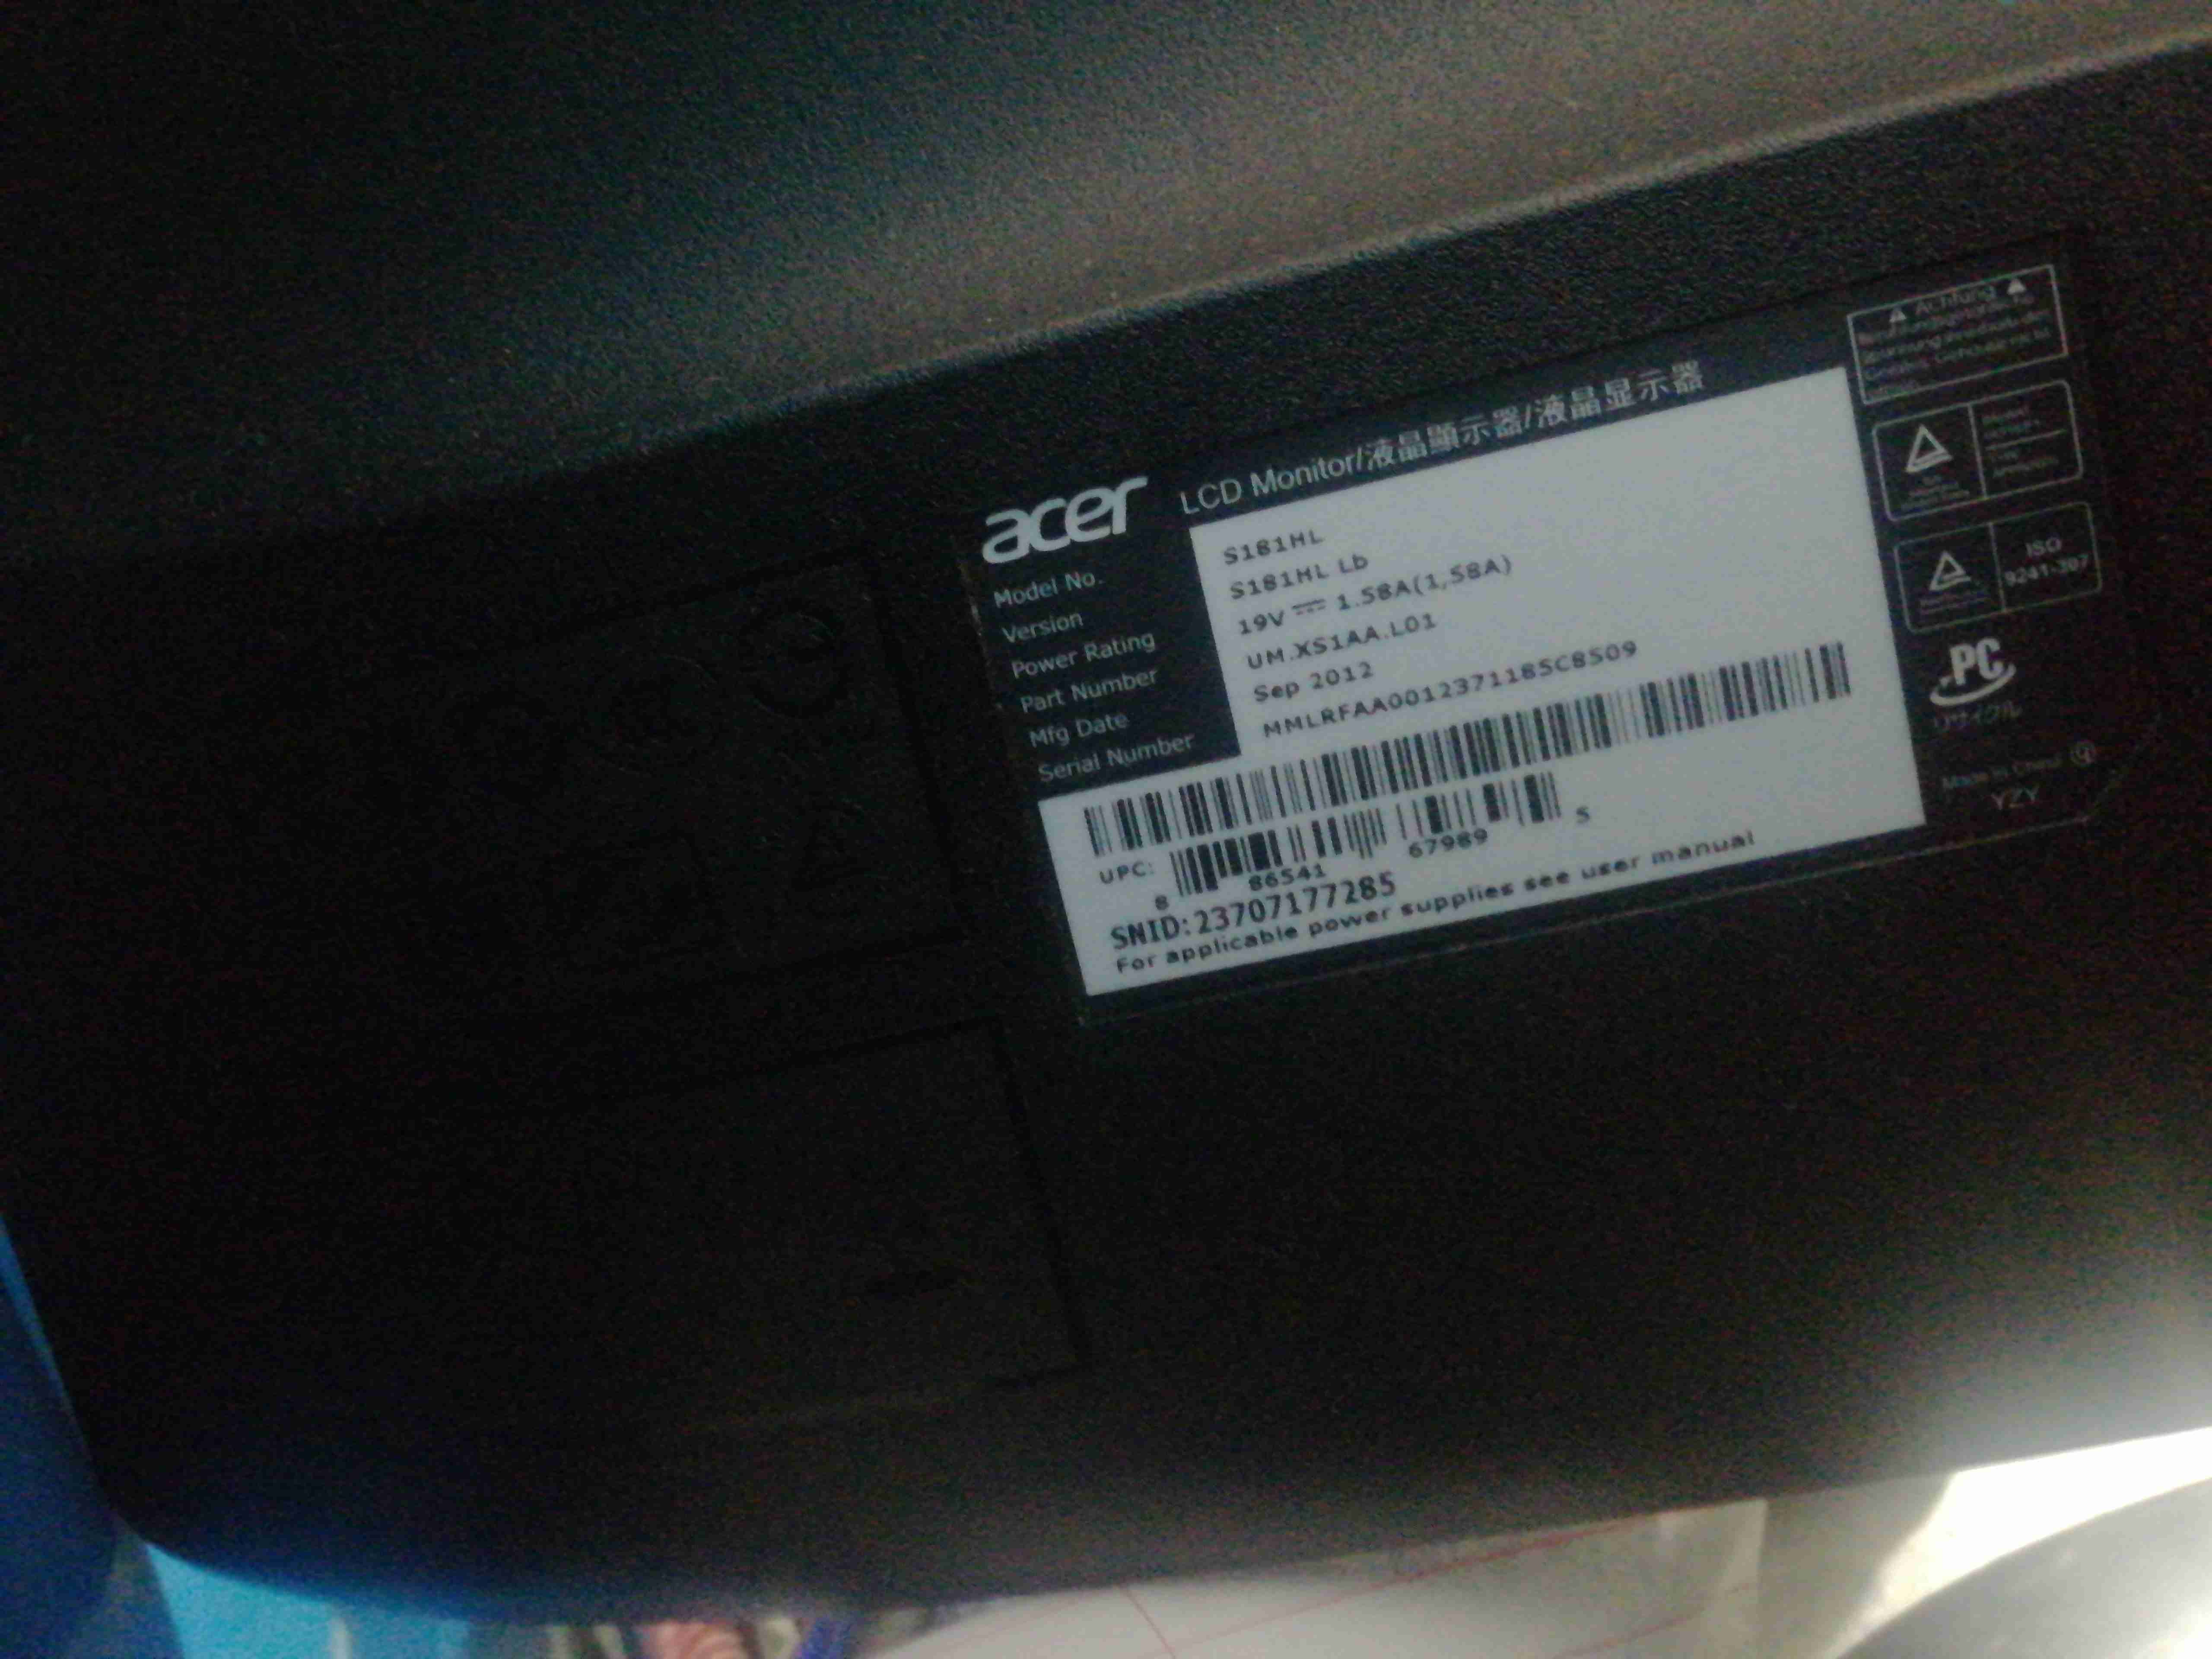 acer LCD Monitor/液晶顯示器/液晶显示器
Model No. S181HL
Version S181HL Lb
Power Rating 19V ⎓ 1.58A(1,58A)
Part Number UM.XS1AA.L01
Mfg Date Sep 2012
Serial Number MMLRFAA0012371185C8509
UPC: 8 86541 67989 5
SNID:23707177285
For applicable power supplies see user manual
Achtung
ISO
9241-307
PC
リサイクル
Made in China
YZY